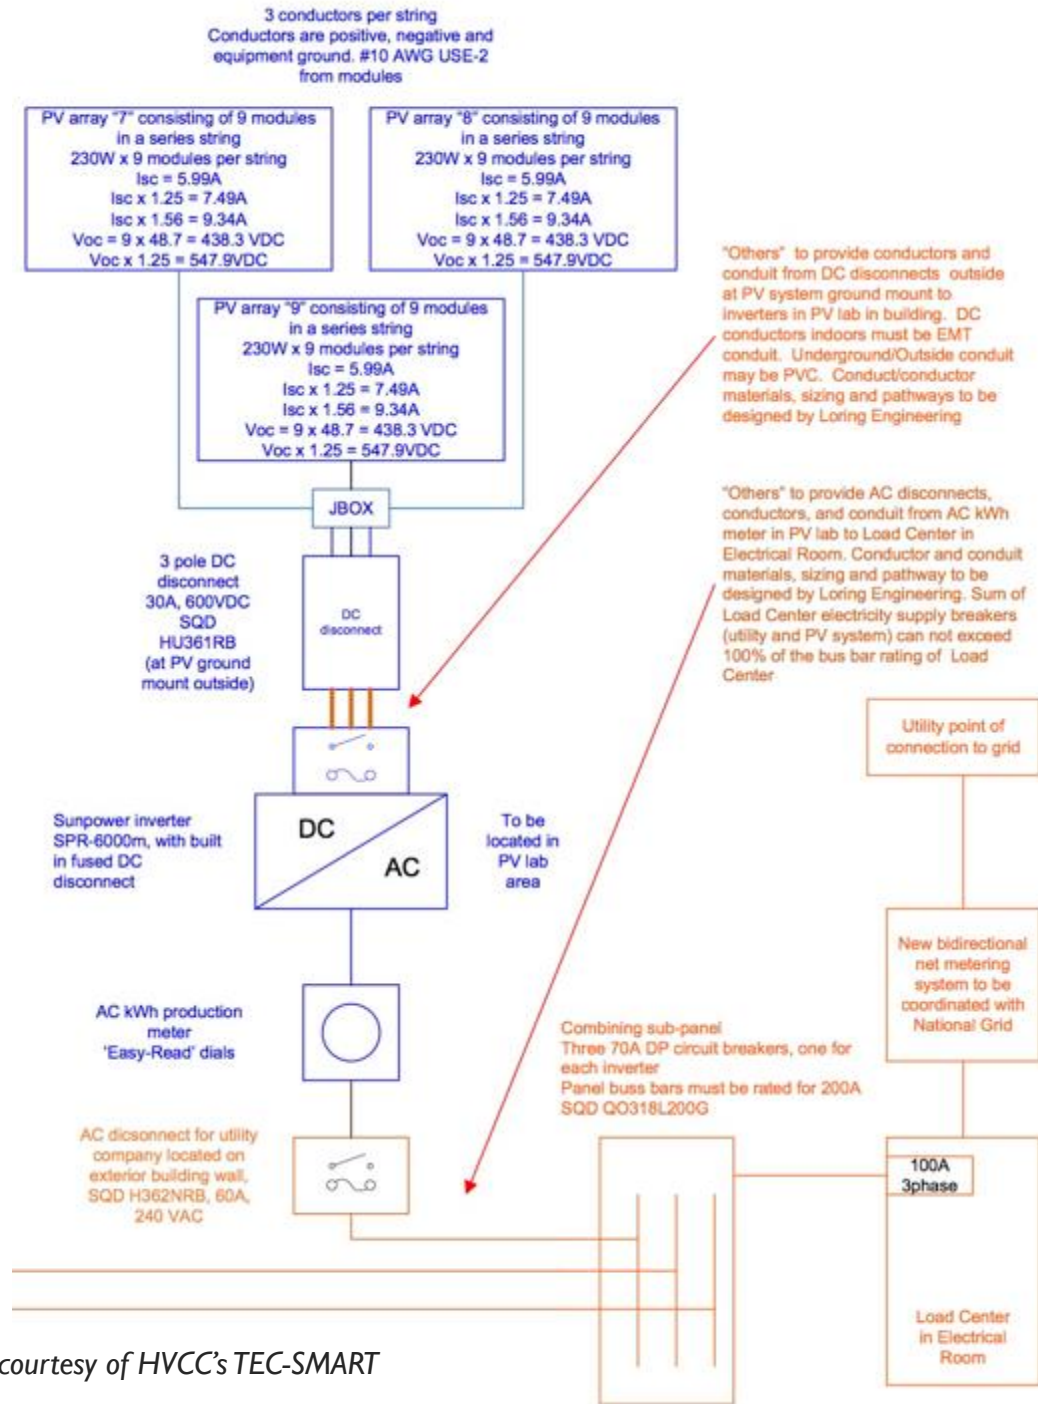 3 conductors per string
Conductors are positive, negative and
equipment ground. #10 AWG USE-2
from modules
PV array "7" consisting of 9 modules
in a series string
230W x 9 modules per string
Isc = 5.99A
Isc x 1.25 = 7.49A
Isc x 1.56 = 9.34A
Voc = 9 x 48.7 = 438.3 VDC
Voc x 1.25 = 547.9VDC
PV array "8" consisting of 9 modules
in a series string
230W x 9 modules per string
Isc = 5.99A
Isc x 1.25 = 7.49A
Isc x 1.56 = 9.34A
Voc = 9 x 48.7 = 438.3 VDC
Voc x 1.25 = 547.9VDC
PV array "9" consisting of 9 modules
in a series string
230W x 9 modules per string
Isc = 5.99A
Isc x 1.25 = 7.49A
Isc x 1.56 = 9.34A
Voc = 9 x 48.7 = 438.3 VDC
Voc x 1.25 = 547.9VDC
"Others" to provide conductors and
conduit from DC disconnects outside
at PV system ground mount to
inverters in PV lab in building. DC
conductors indoors must be EMT
conduit. Underground/Outside conduit
may be PVC. Conduct/conductor
materials, sizing and pathways to be
designed by Loring Engineering
JBOX
"Others" to provide AC disconnects,
conductors, and conduit from AC kWh
meter in PV lab to Load Center in
Electrical Room. Conductor and conduit
materials, sizing and pathway to be
designed by Loring Engineering. Sum of
Load Center electricity supply breakers
(utility and PV system) can not exceed
100% of the bus bar rating of Load
Center
3 pole DC
disconnect
30A, 600VDC
SQD
HU361RB
(at PV ground
mount outside)
DC
disconnect
Utility point of
connection to grid
Sunpower inverter
SPR-6000m, with built
in fused DC
disconnect
DC
AC
To be
located in
PV lab
area
New bidirectional
net metering
system to be
coordinated with
National Grid
AC kWh production
meter
'Easy-Read' dials
Combining sub-panel
Three 70A DP circuit breakers, one for
each inverter
Panel buss bars must be rated for 200A
SQD QO318L200G
AC dicsonnect for utility
company located on
exterior building wall,
SQD H362NRB, 60A,
240 VAC
100A
3phase
Load Center
in Electrical
Room
courtesy of HVCC's TEC-SMART